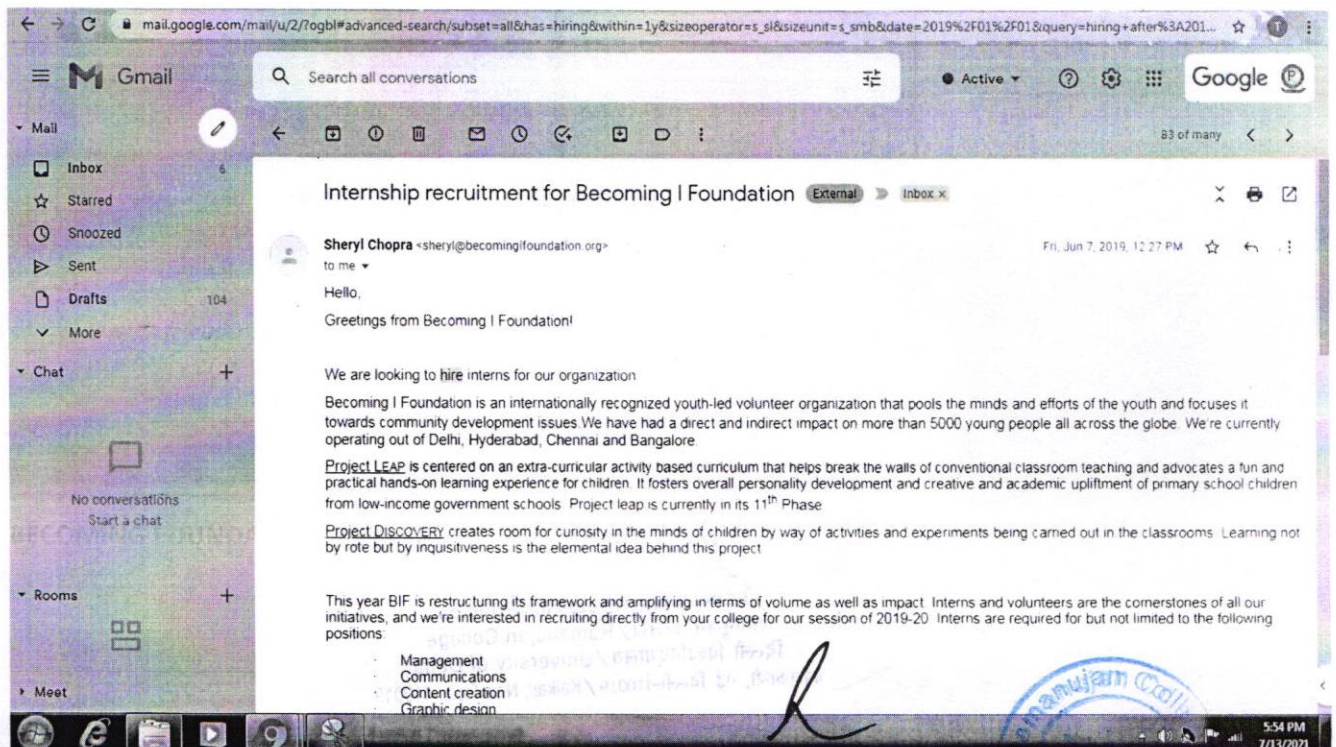 mail.google.com/mail/u/2/?ogbl#advanced-search/subset=all&has=hiring&within=1y&sizeoperator=s_sl&sizeunit=s_smb&date=2019%2F01%2F01&query=hiring+after%3A201...
Gmail
Search all conversations
Active
Google
Mail
83 of many
Inbox 6
Starred
Snoozed
Sent
Drafts 104
More
Chat
No conversations
Start a chat
Rooms
Meet
Internship recruitment for Becoming I Foundation External Inbox x
Sheryl Chopra <sheryl@becomingifoundation.org> Fri, Jun 7, 2019, 12:27 PM
to me
Hello,
Greetings from Becoming I Foundation!
We are looking to hire interns for our organization
Becoming I Foundation is an internationally recognized youth-led volunteer organization that pools the minds and efforts of the youth and focuses it
towards community development issues.We have had a direct and indirect impact on more than 5000 young people all across the globe. We're currently
operating out of Delhi, Hyderabad, Chennai and Bangalore.
Project LEAP is centered on an extra-curricular activity based curriculum that helps break the walls of conventional classroom teaching and advocates a fun and
practical hands-on learning experience for children. It fosters overall personality development and creative and academic upliftment of primary school children
from low-income government schools. Project leap is currently in its 11th Phase
Project DISCOVERY creates room for curiosity in the minds of children by way of activities and experiments being carried out in the classrooms. Learning not
by rote but by inquisitiveness is the elemental idea behind this project
This year BIF is restructuring its framework and amplifying in terms of volume as well as impact. Interns and volunteers are the cornerstones of all our
initiatives, and we're interested in recruiting directly from your college for our session of 2019-20. Interns are required for but not limited to the following
positions:
Management
Communications
Content creation
Graphic design
5:54 PM
7/13/2021